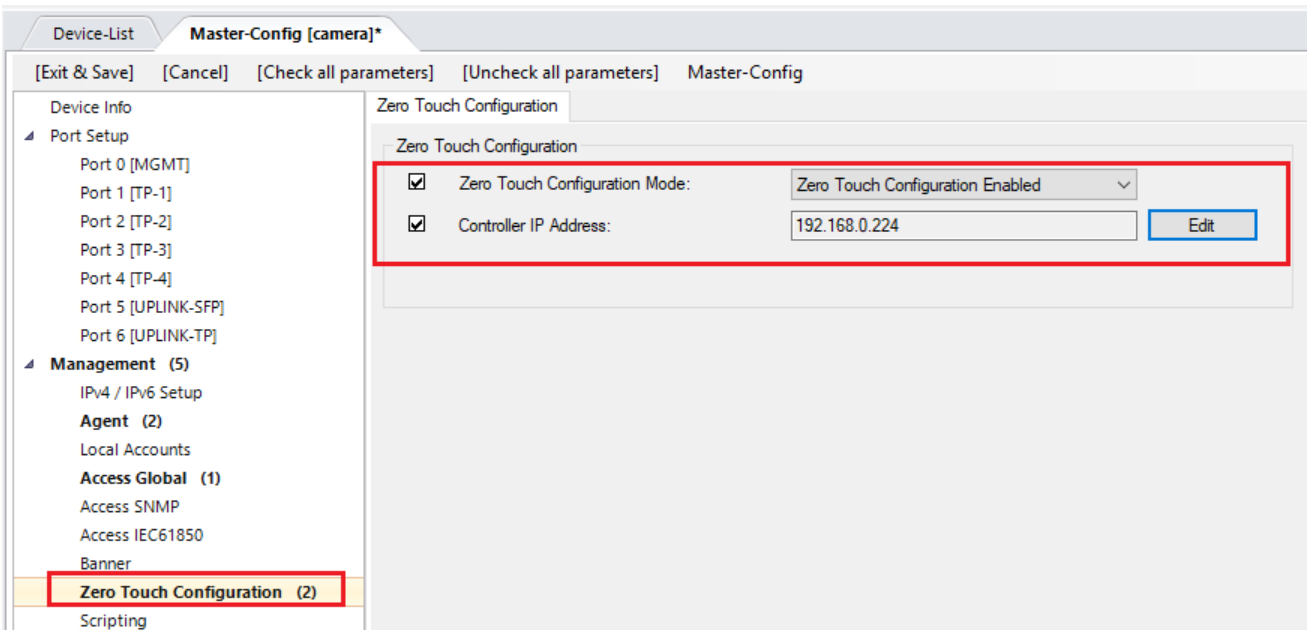 Device-List Master-Config [camera]*
[Exit & Save] [Cancel] [Check all parameters] [Uncheck all parameters] Master-Config
Device Info
Port Setup
Port 0 [MGMT]
Port 1 [TP-1]
Port 2 [TP-2]
Port 3 [TP-3]
Port 4 [TP-4]
Port 5 [UPLINK-SFP]
Port 6 [UPLINK-TP]
Management (5)
IPv4 / IPv6 Setup
Agent (2)
Local Accounts
Access Global (1)
Access SNMP
Access IEC61850
Banner
Zero Touch Configuration (2)
Scripting
Zero Touch Configuration
Zero Touch Configuration
Zero Touch Configuration Mode: Zero Touch Configuration Enabled
Controller IP Address: 192.168.0.224 Edit